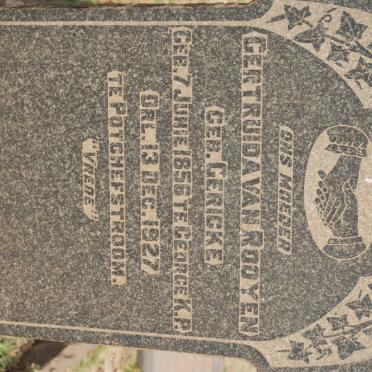 ONS MOEDER
GERTRUIDA VAN ROOYEN
(GEB. GERICKE)
GEB. 7 JUNIE 1856 TE GEORGE K.P.
ORL. 13 DEC. 1927
TE POTCHEFSTROOM.
"VREDE"